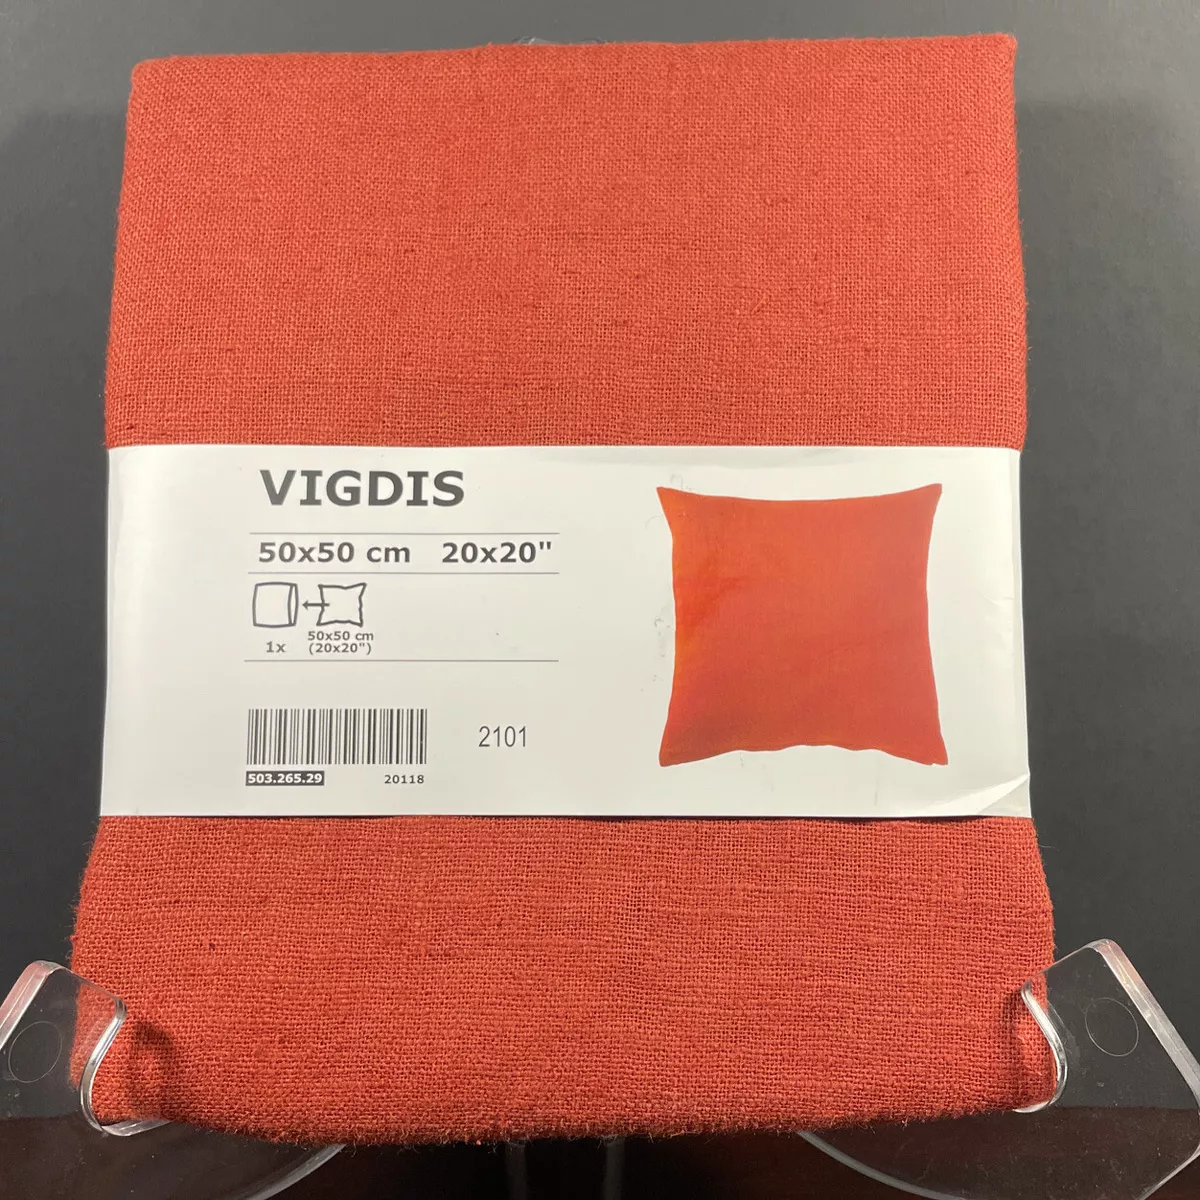 VIGDIS
50x50 cm 20x20"
50x50 cm
1x (20x20")
2101
503.265.29 20118